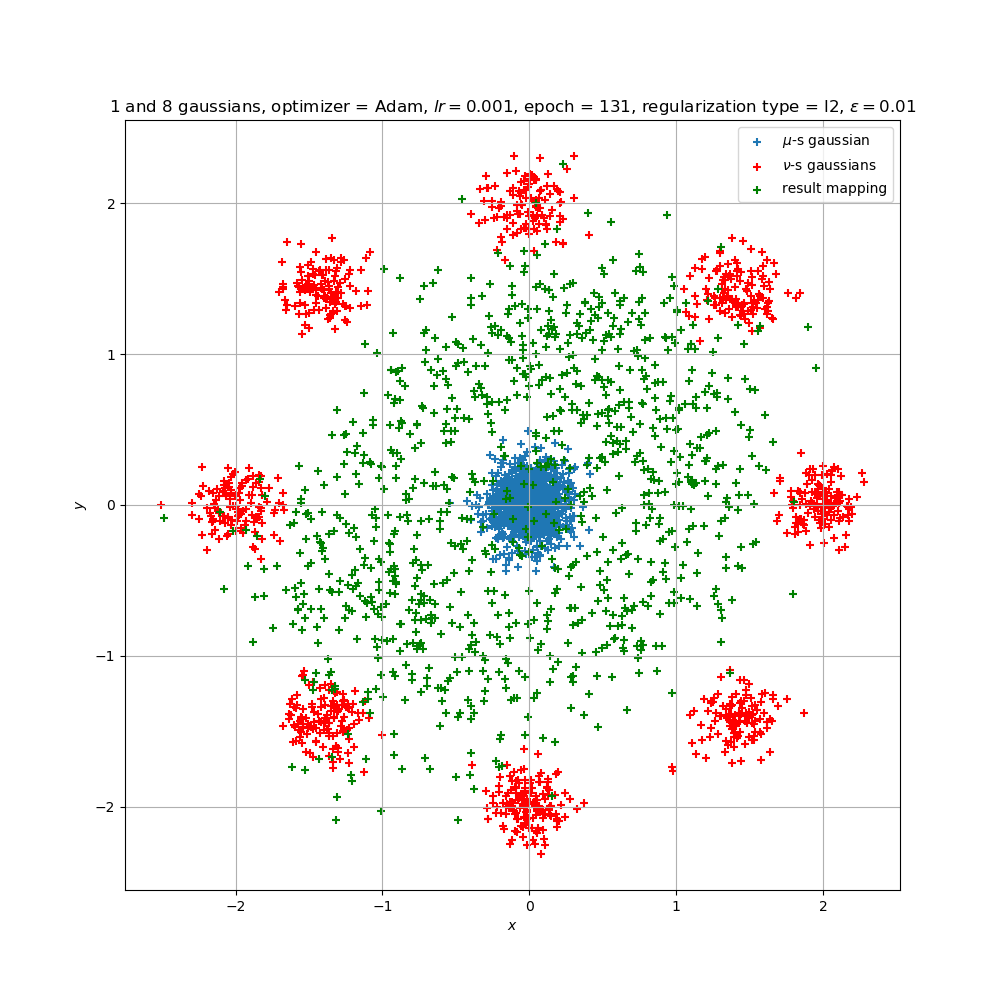 1 and 8 gaussians, optimizer = Adam, lr = 0.001, epoch = 131, regularization type = l2, ε = 0.01
μ-s gaussian
ν-s gaussians
result mapping
2
1
0
−1
−2
y
−2 −1 0 1 2
x